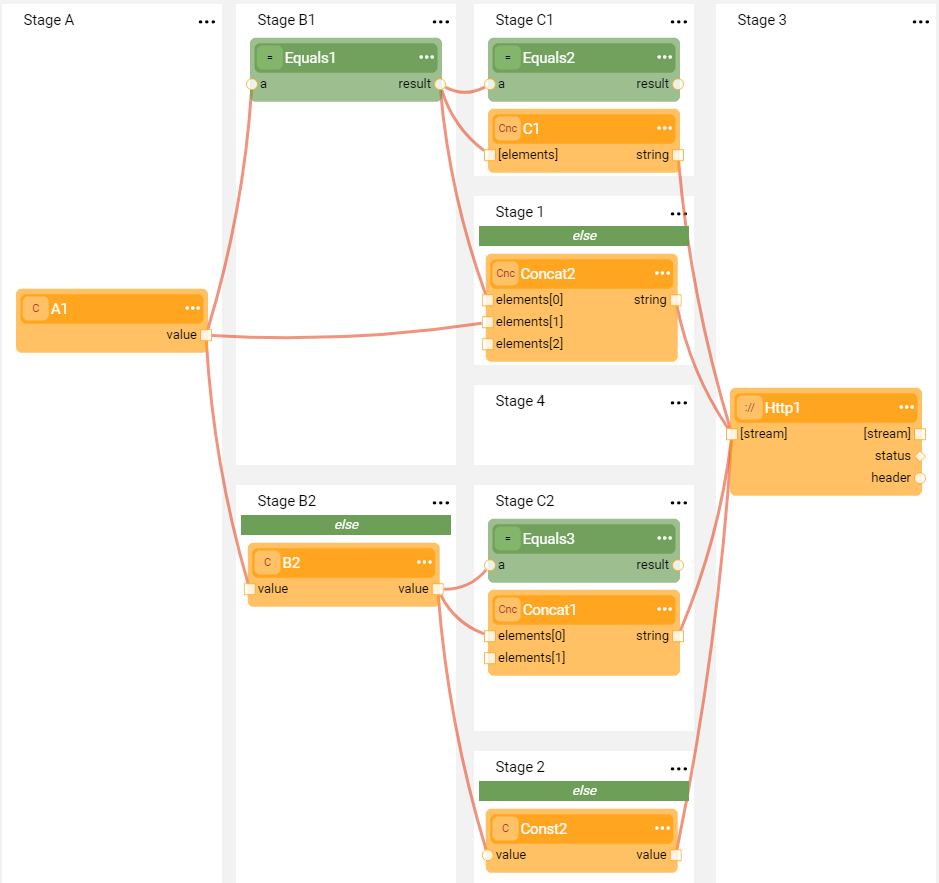 Stage A
...
C A1 ...
value
Stage B1
...
= Equals1 ...
a result
Stage B2
...
else
C B2 ...
value value
Stage C1
...
= Equals2 ...
a result
Cnc C1 ...
[elements] string
Stage 1
...
else
Cnc Concat2 ...
elements[0] string
elements[1]
elements[2]
Stage 4
...
Stage C2
...
= Equals3 ...
a result
Cnc Concat1 ...
elements[0] string
elements[1]
Stage 2
...
else
C Const2 ...
value value
Stage 3
...
:// Http1 ...
[stream] [stream]
status
header